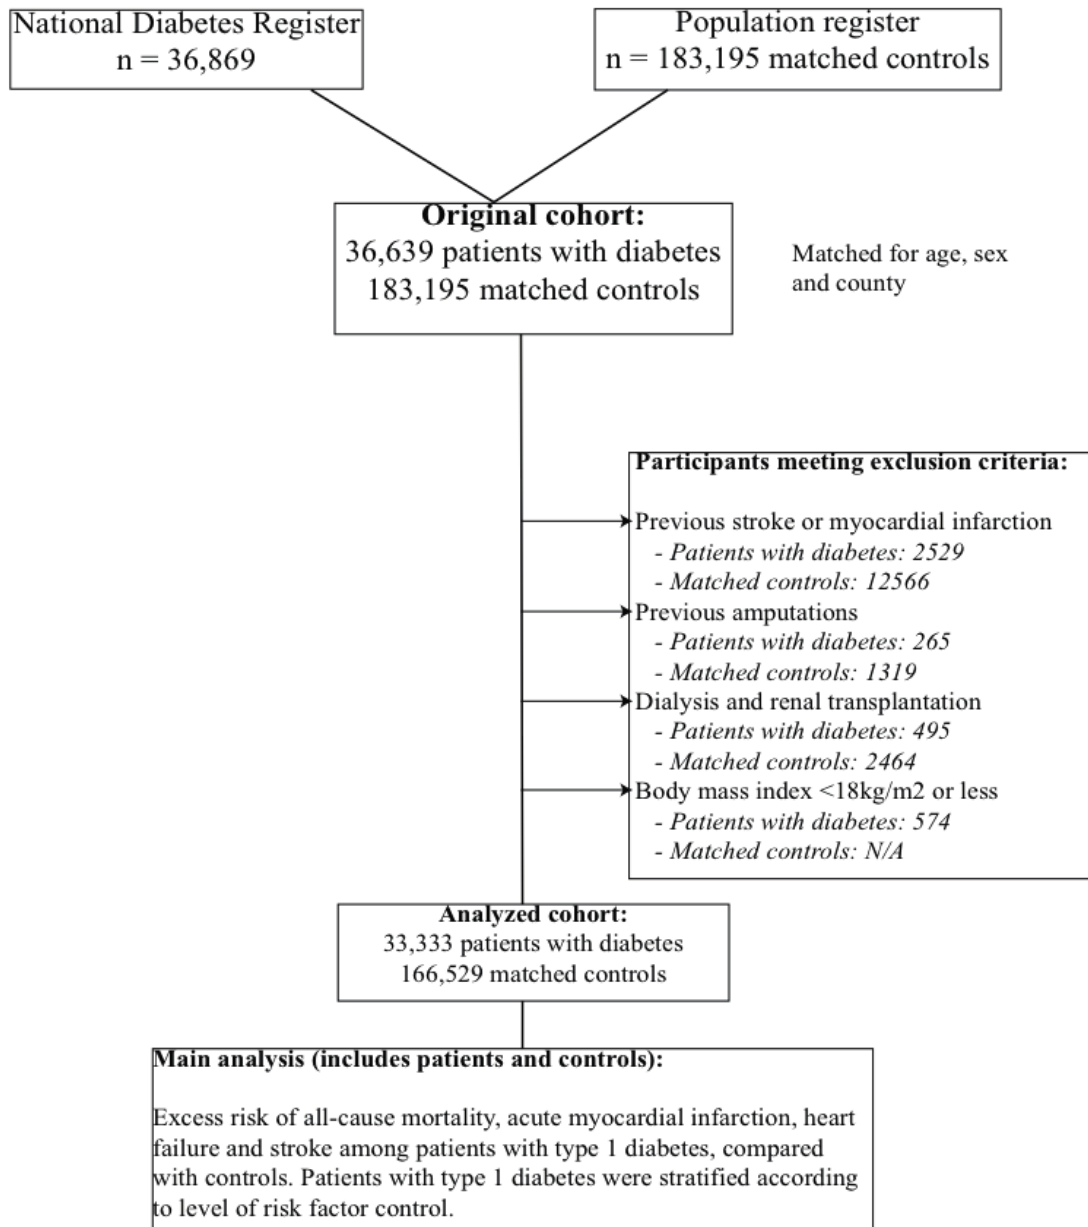 National Diabetes Register
n = 36,869
Population register
n = 183,195 matched controls
Original cohort:
36,639 patients with diabetes
183,195 matched controls
Matched for age, sex
and county
Participants meeting exclusion criteria:
Previous stroke or myocardial infarction
- Patients with diabetes: 2529
- Matched controls: 12566
Previous amputations
- Patients with diabetes: 265
- Matched controls: 1319
Dialysis and renal transplantation
- Patients with diabetes: 495
- Matched controls: 2464
Body mass index <18kg/m2 or less
- Patients with diabetes: 574
- Matched controls: N/A
Analyzed cohort:
33,333 patients with diabetes
166,529 matched controls
Main analysis (includes patients and controls):
Excess risk of all-cause mortality, acute myocardial infarction, heart
failure and stroke among patients with type 1 diabetes, compared
with controls. Patients with type 1 diabetes were stratified according
to level of risk factor control.